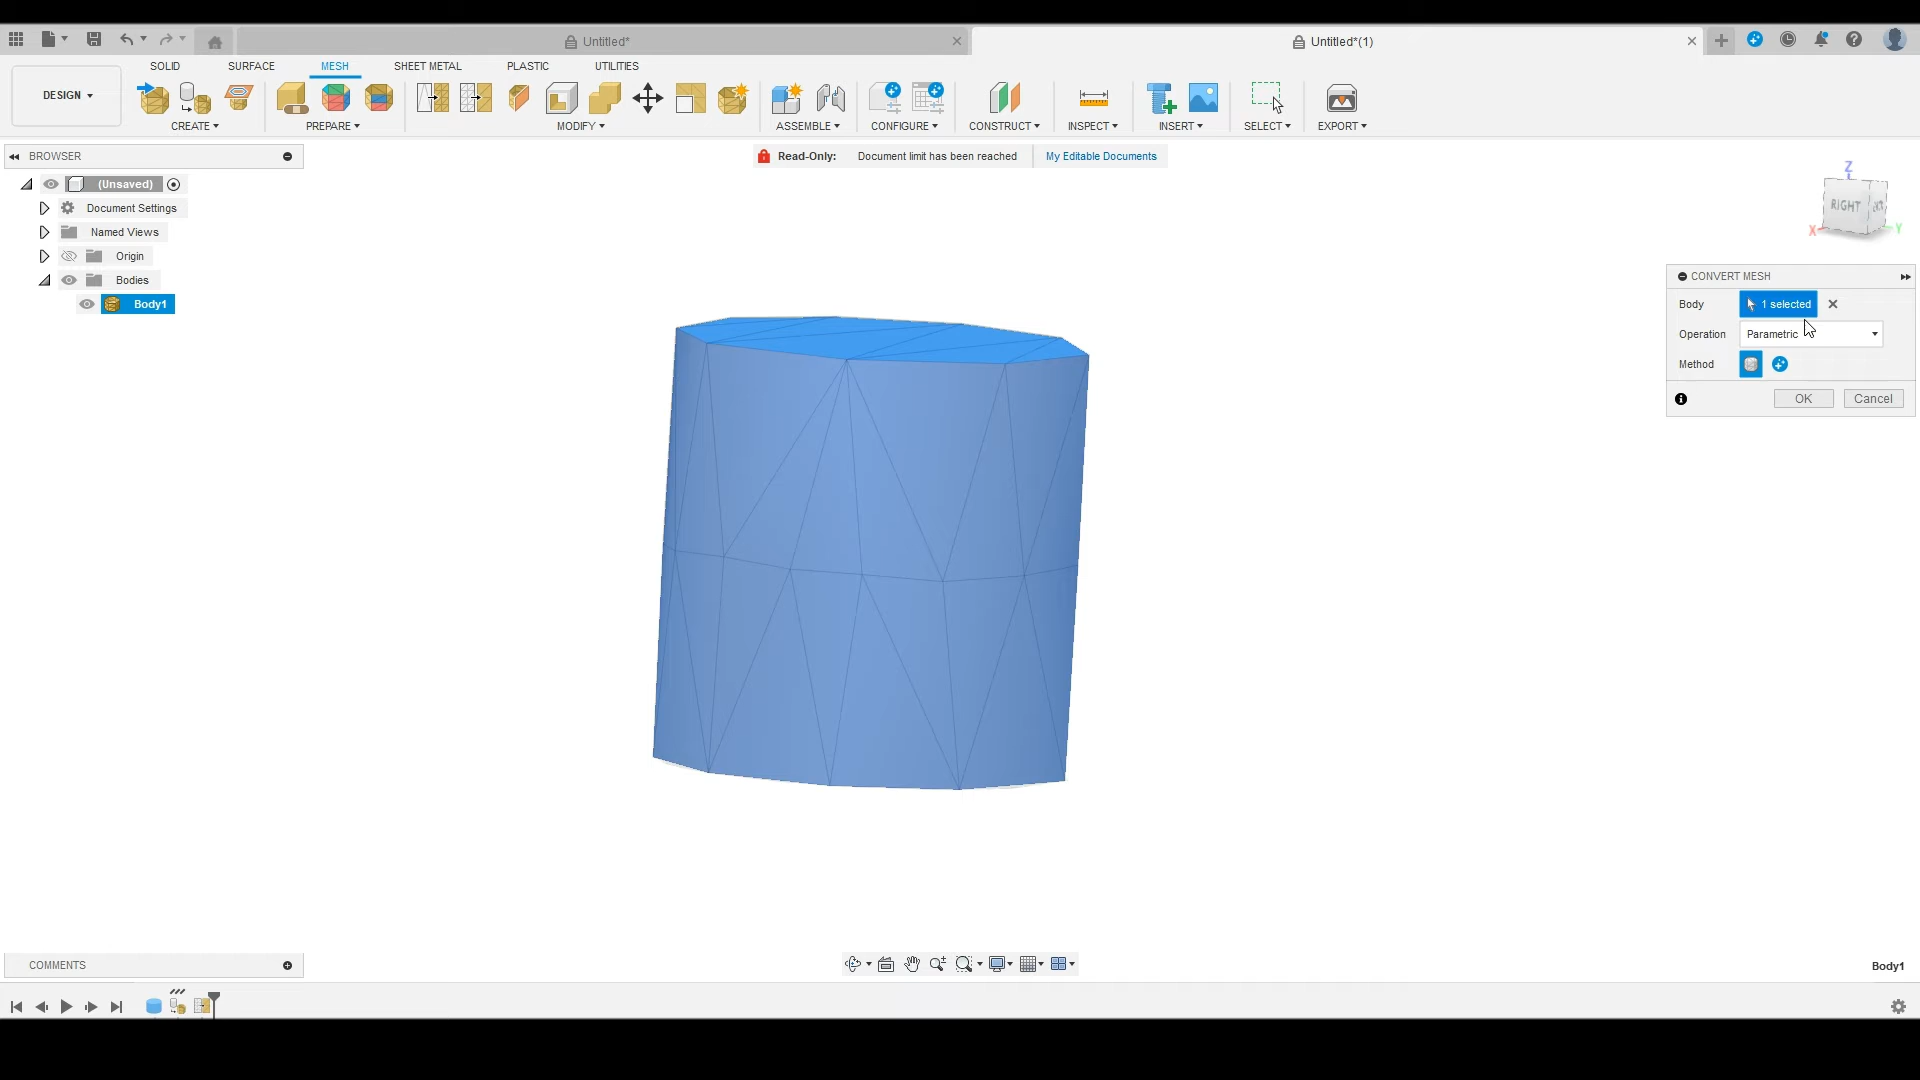 Untitled*
Untitled*(1)
SOLID
SURFACE
MESH
SHEET METAL
PLASTIC
UTILITIES
DESIGN
CREATE
PREPARE
MODIFY
ASSEMBLE
CONFIGURE
CONSTRUCT
INSPECT
INSERT
SELECT
EXPORT
BROWSER
Read-Only: Document limit has been reached My Editable Documents
(Unsaved)
Document Settings
Named Views
Origin
Bodies
Body1
Z
RIGHT
X
Y
CONVERT MESH
Body 1 selected
Operation Parametric
Method
OK Cancel
COMMENTS
Body1